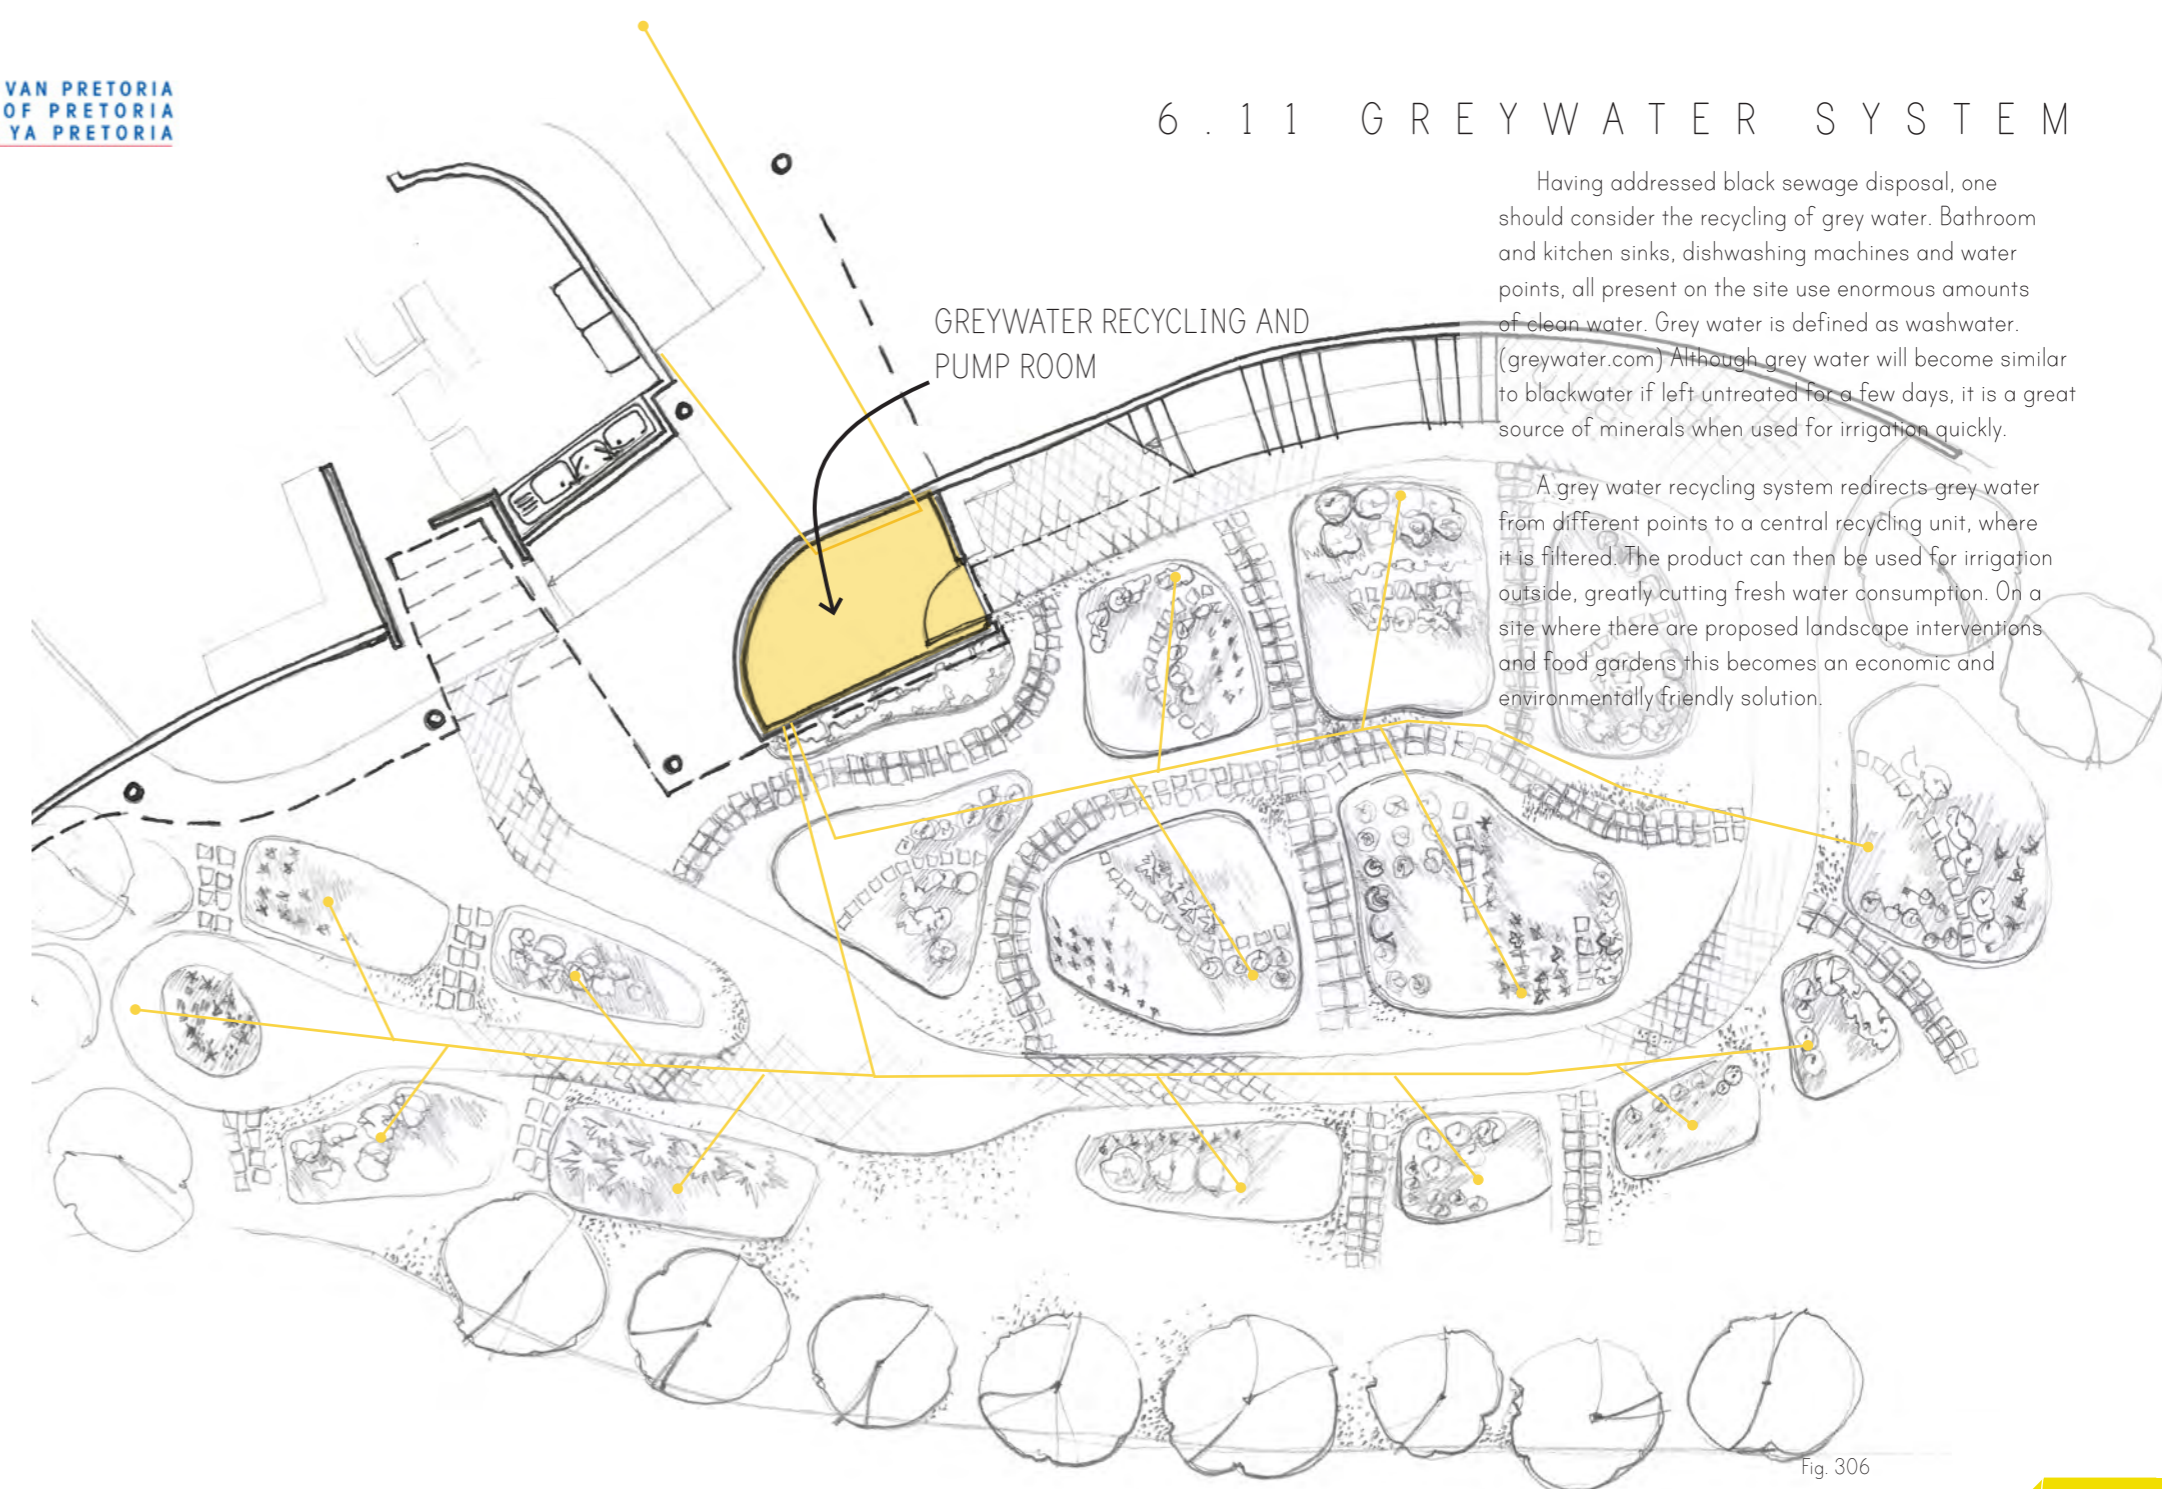 VAN PRETORIA
OF PRETORIA
YA PRETORIA
6.11 GREYWATER SYSTEM
Having addressed black sewage disposal, one
should consider the recycling of grey water. Bathroom
and kitchen sinks, dishwashing machines and water
points, all present on the site use enormous amounts
of clean water. Grey water is defined as washwater.
(greywater.com) Although grey water will become similar
to blackwater if left untreated for a few days, it is a great
source of minerals when used for irrigation quickly.
A grey water recycling system redirects grey water
from different points to a central recycling unit, where
it is filtered. The product can then be used for irrigation
outside, greatly cutting fresh water consumption. On a
site where there are proposed landscape interventions
and food gardens this becomes an economic and
environmentally friendly solution.
GREYWATER RECYCLING AND
PUMP ROOM
Fig. 306